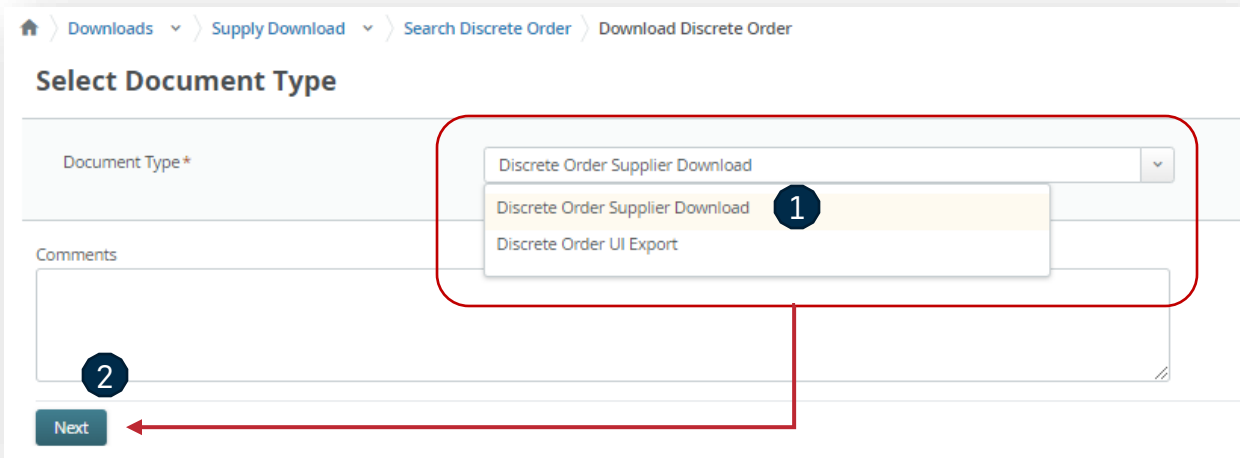 Downloads Supply Download Search Discrete Order Download Discrete Order
Select Document Type
Document Type* Discrete Order Supplier Download
Discrete Order Supplier Download 1
Discrete Order UI Export
Comments
2
Next